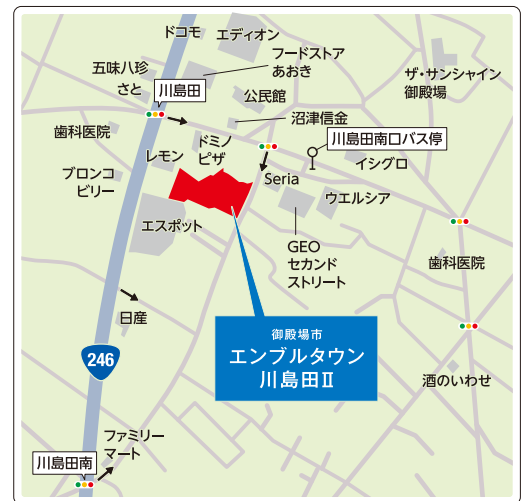 ドコモ
エディオン
フードストア
あおき
五味八珍
さと
川島田
公民館
ザ・サンシャイン
御殿場
沼津信金
歯科医院
ドミノ
ピザ
レモン
川島田南口バス停
イシグロ
ブロンコ
ビリー
Seria
ウエルシア
エスポット
GEO
セカンド
ストリート
歯科医院
日産
御殿場市
エンブルタウン
川島田Ⅱ
246
酒のいわせ
ファミリー
マート
川島田南